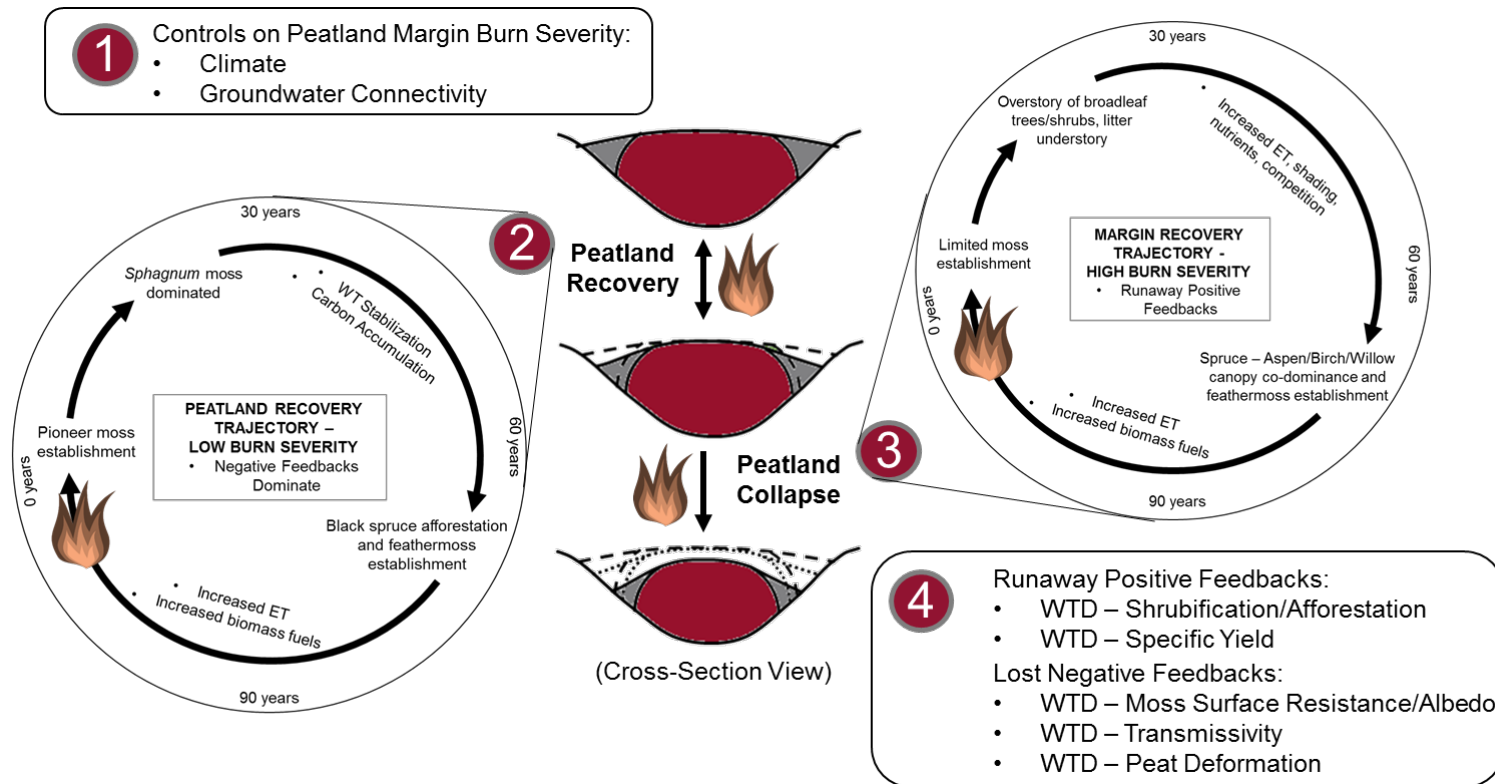 1
Controls on Peatland Margin Burn Severity:
• Climate
• Groundwater Connectivity
2
30 years
Sphagnum moss
dominated
• WT Stabilization
• Carbon Accumulation
60 years
PEATLAND RECOVERY
TRAJECTORY –
LOW BURN SEVERITY
• Negative Feedbacks
Dominate
Pioneer moss
establishment
0 years
Black spruce afforestation
and feathermoss
establishment
• Increased ET
• Increased biomass fuels
90 years
Peatland
Recovery
Peatland
Collapse
(Cross-Section View)
3
30 years
Overstory of broadleaf
trees/shrubs, litter
understory
• Increased ET, shading,
nutrients, competition
60 years
MARGIN RECOVERY
TRAJECTORY -
HIGH BURN SEVERITY
• Runaway Positive
Feedbacks
Limited moss
establishment
0 years
Spruce – Aspen/Birch/Willow
canopy co-dominance and
feathermoss establishment
• Increased ET
• Increased biomass fuels
90 years
4
Runaway Positive Feedbacks:
• WTD – Shrubification/Afforestation
• WTD – Specific Yield
Lost Negative Feedbacks:
• WTD – Moss Surface Resistance/Albedo
• WTD – Transmissivity
• WTD – Peat Deformation